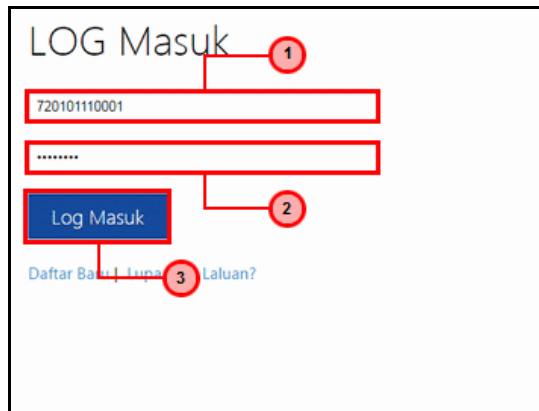 LOG Masuk
1
720101110001
........
2
Log Masuk
3
Daftar Baru | Lupa Laluan?